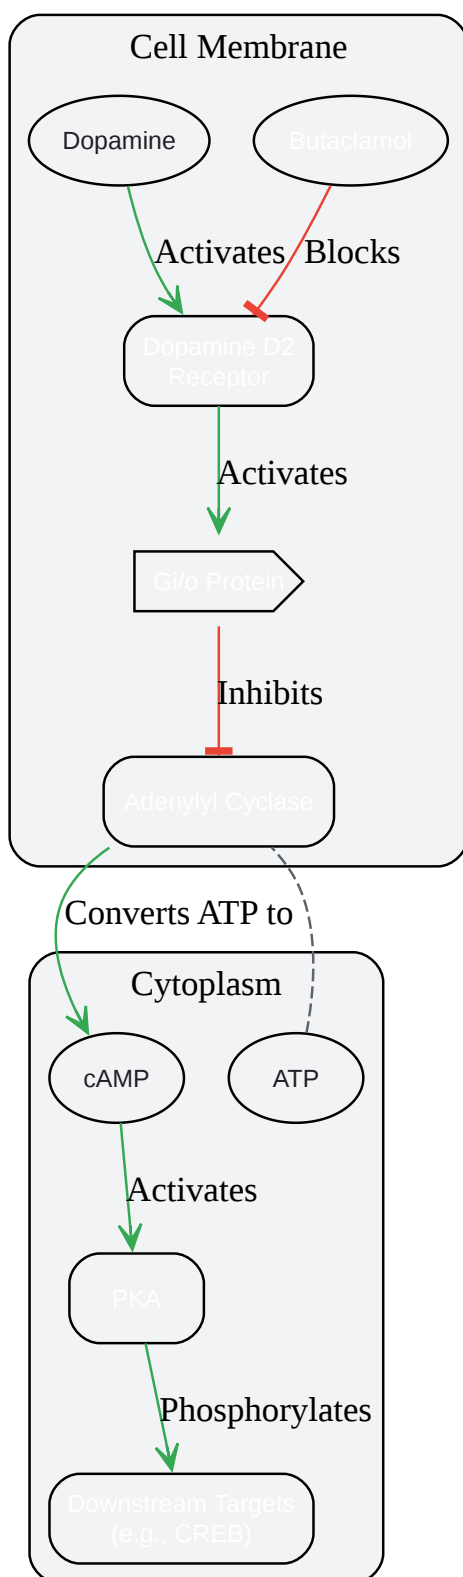 Cell Membrane
Dopamine
Butaclamol
Activates
Blocks
Dopamine D2
Receptor
Activates
Gi/o Protein
Inhibits
Adenylyl Cyclase
Converts ATP to
Cytoplasm
cAMP
ATP
Activates
PKA
Phosphorylates
Downstream Targets
(e.g., CREB)